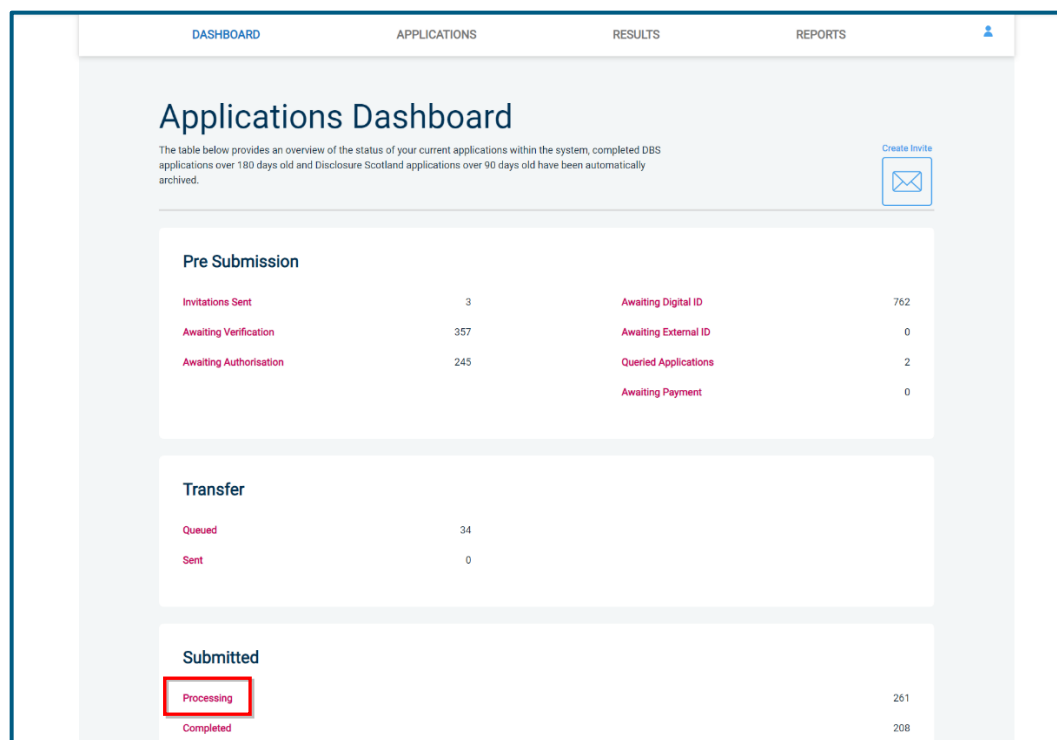 DASHBOARD APPLICATIONS RESULTS REPORTS
Applications Dashboard
The table below provides an overview of the status of your current applications within the system, completed DBS
applications over 180 days old and Disclosure Scotland applications over 90 days old have been automatically
archived.
Create Invite
Pre Submission
Invitations Sent 3 Awaiting Digital ID 762
Awaiting Verification 357 Awaiting External ID 0
Awaiting Authorisation 245 Queried Applications 2
Awaiting Payment 0
Transfer
Queued 34
Sent 0
Submitted
Processing 261
Completed 208